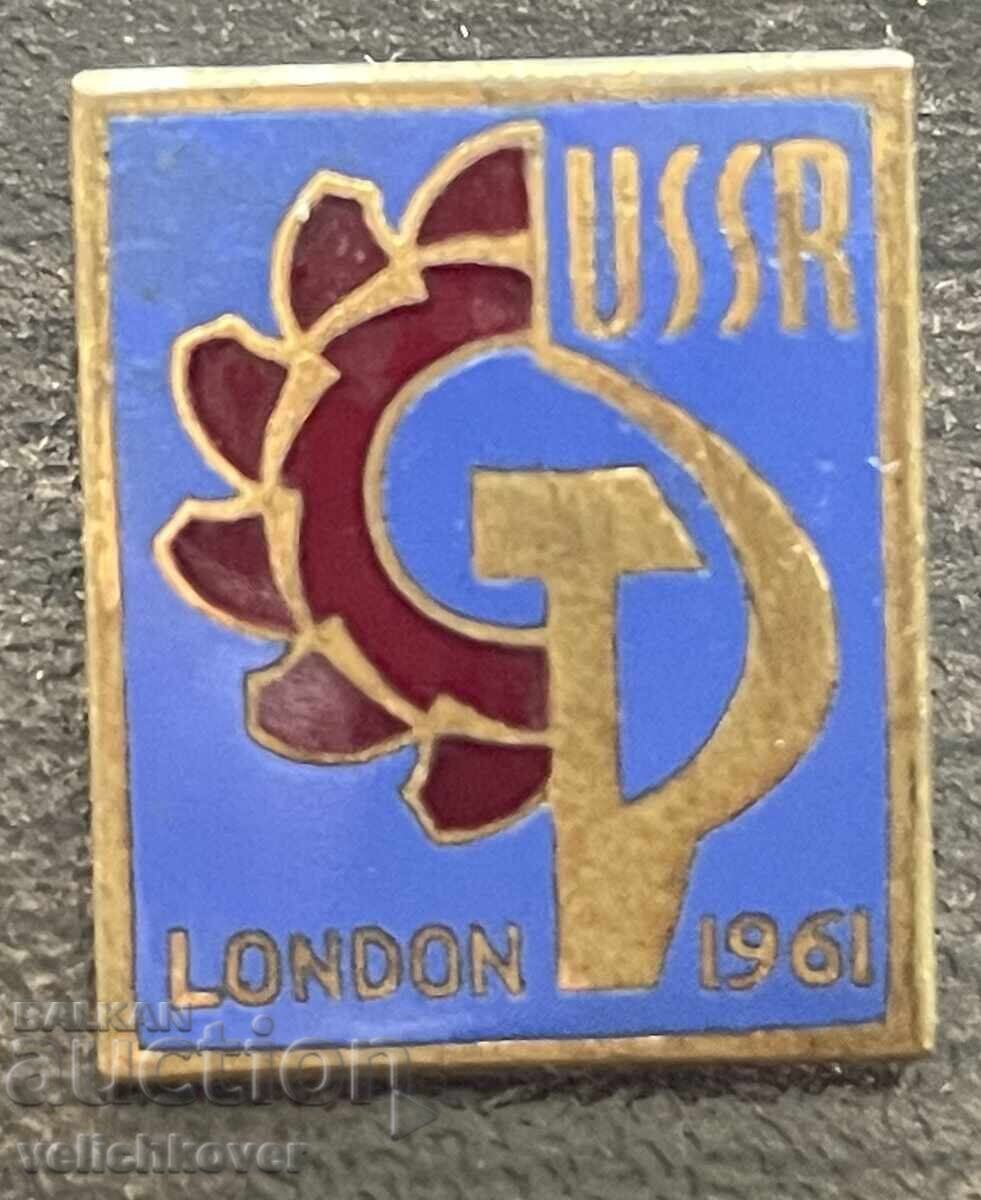 USSR
LONDON 1961
BALKAN
auction
velichkover